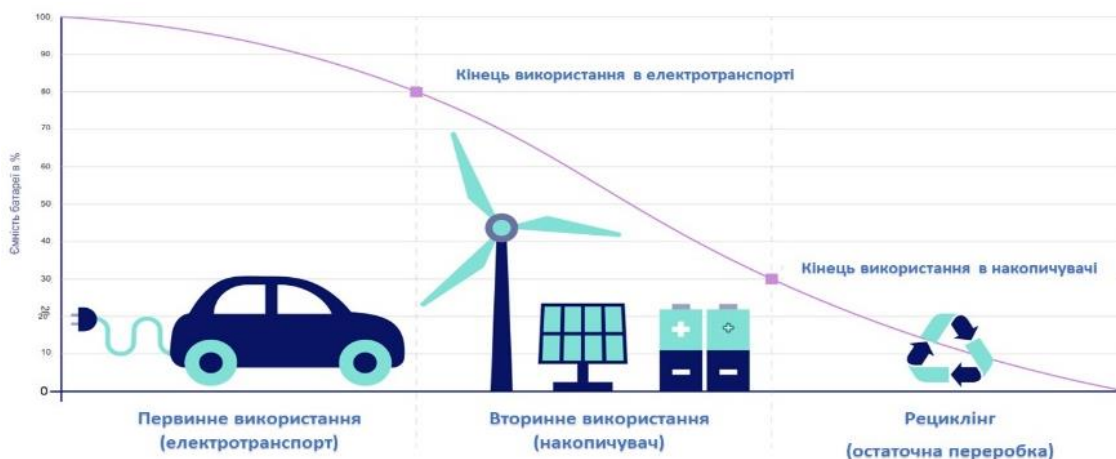 100
90
80
70
60
50
40
30
20
10
0
Ємність батареї в %
Кінець використання в електротранспорті
Кінець використання в накопичувачі
Первинне використання
(електротранспорт)
Вторинне використання
(накопичувач)
Рециклінг
(остаточна переробка)